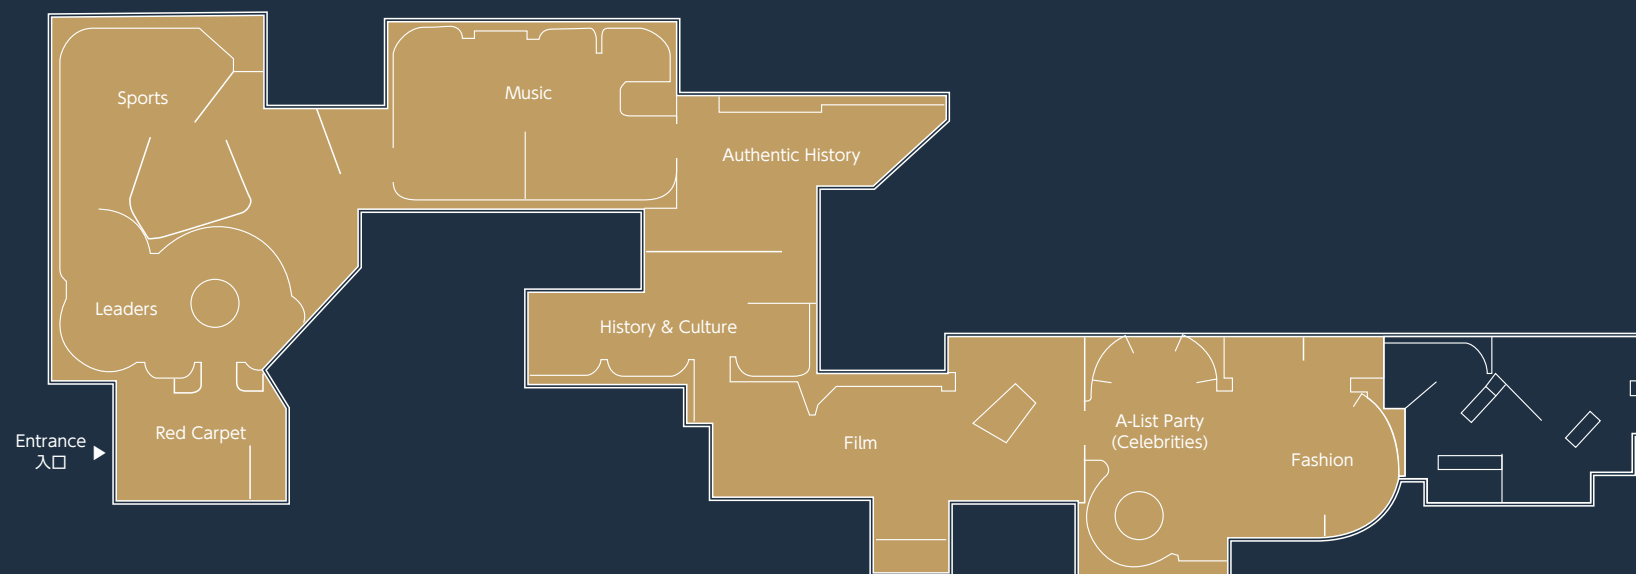 Sports
Music
Authentic History
Leaders
History & Culture
Red Carpet
Entrance
入口
Film
A-List Party
(Celebrities)
Fashion